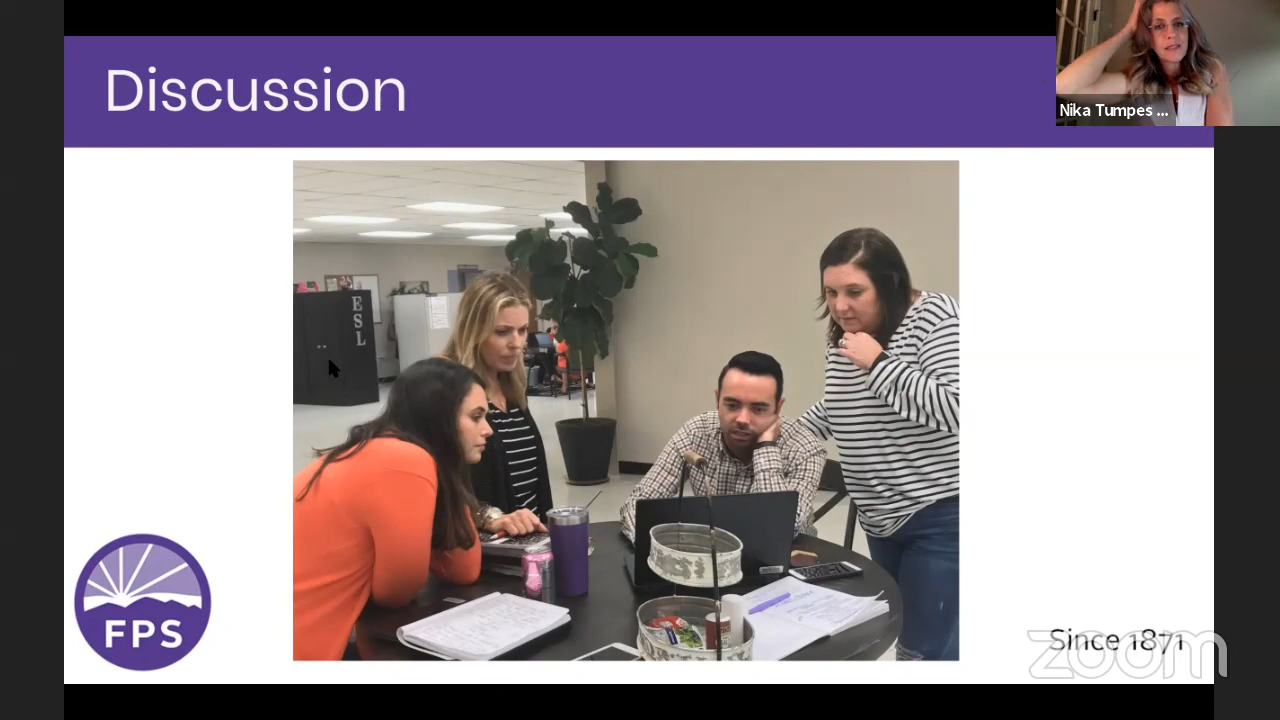 Discussion
Nika Tumpes ...
ESL
FPS
Since 1871
zoom